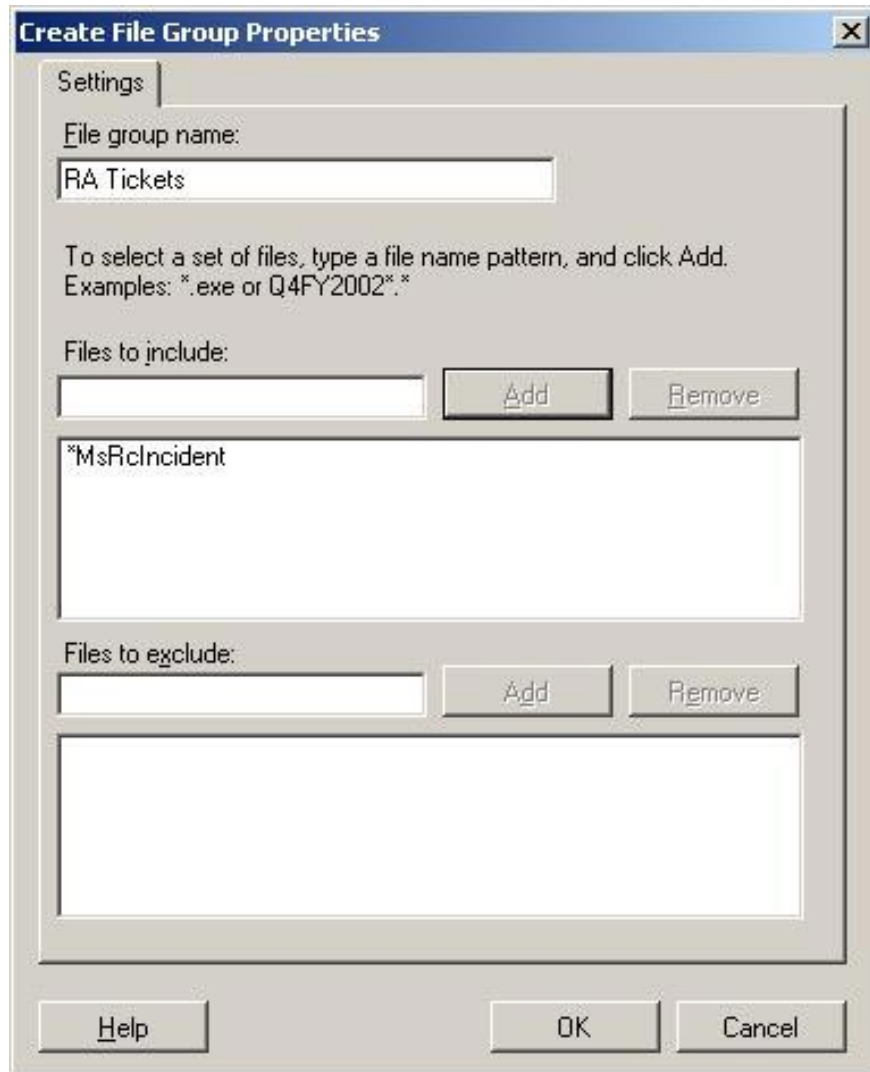 Create File Group Properties
Settings
File group name:
RA Tickets
To select a set of files, type a file name pattern, and click Add.
Examples: *.exe or Q4FY2002*.*
Files to include:
Add
Remove
*MsRcIncident
Files to exclude:
Add
Remove
Help
OK
Cancel